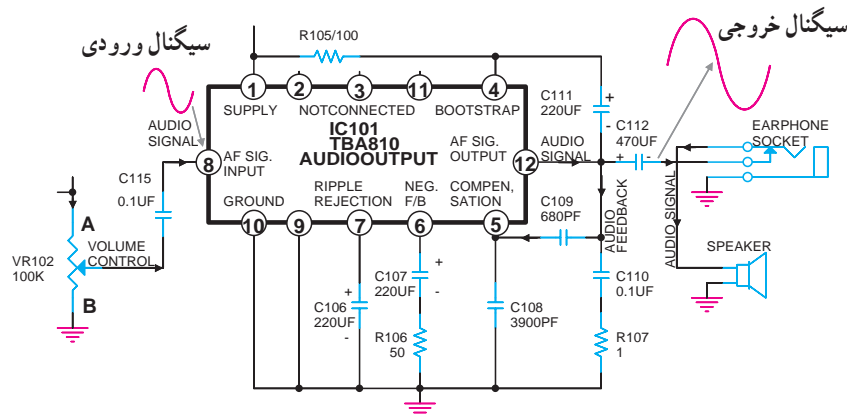 سیگنال ورودی
سیگنال خروجی
R105/100
1
2
3
11
4
SUPPLY
NOTCONNECTED
BOOTSTRAP
C111
220UF
+
-
AUDIO
SIGNAL
8
AF SIG.
INPUT
IC101
TBA810
AUDIOOUTPUT
AF SIG.
OUTPUT
12
AUDIO
SIGNAL
C112
470UF
+
-
EARPHONE
SOCKET
C115
0.1UF
GROUND
RIPPLE
REJECTION
NEG.
F/B
COMPEN,
SATION
10
9
7
6
5
C109
680PF
AUDIO
FEEDBACK
AUDIO_SIGNAL
A
VR102
100K
VOLUME
CONTROL
B
SPEAKER
C107
220UF
+
-
C110
0.1UF
+
C106
220UF
-
C108
3900PF
R106
50
R107
1